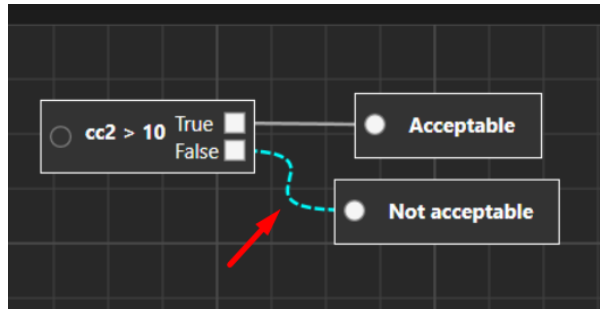 cc2 > 10
True
False
Acceptable
Not acceptable